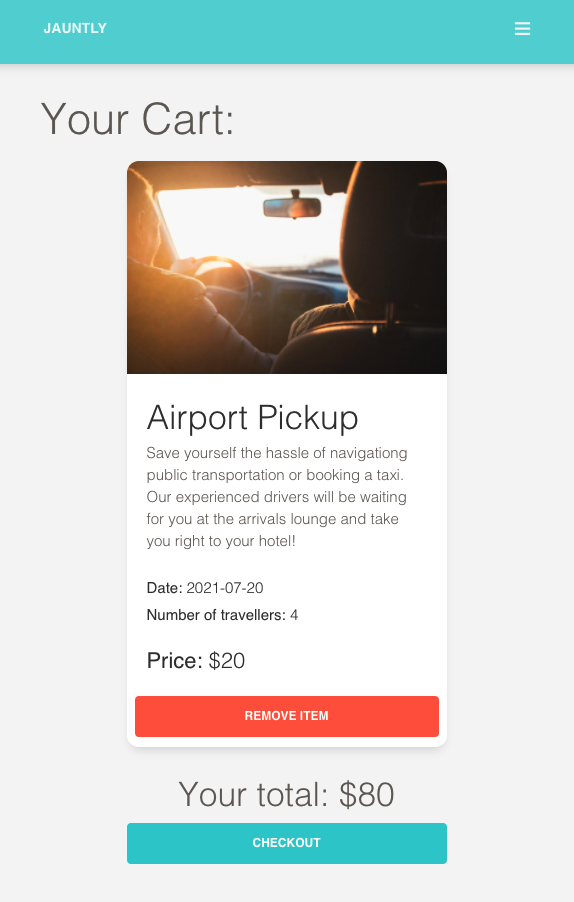 JAUNTLY
Your Cart:
Airport Pickup
Save yourself the hassle of navigationg
public transportation or booking a taxi.
Our experienced drivers will be waiting
for you at the arrivals lounge and take
you right to your hotel!
Date: 2021-07-20
Number of travellers: 4
Price: $20
REMOVE ITEM
Your total: $80
CHECKOUT